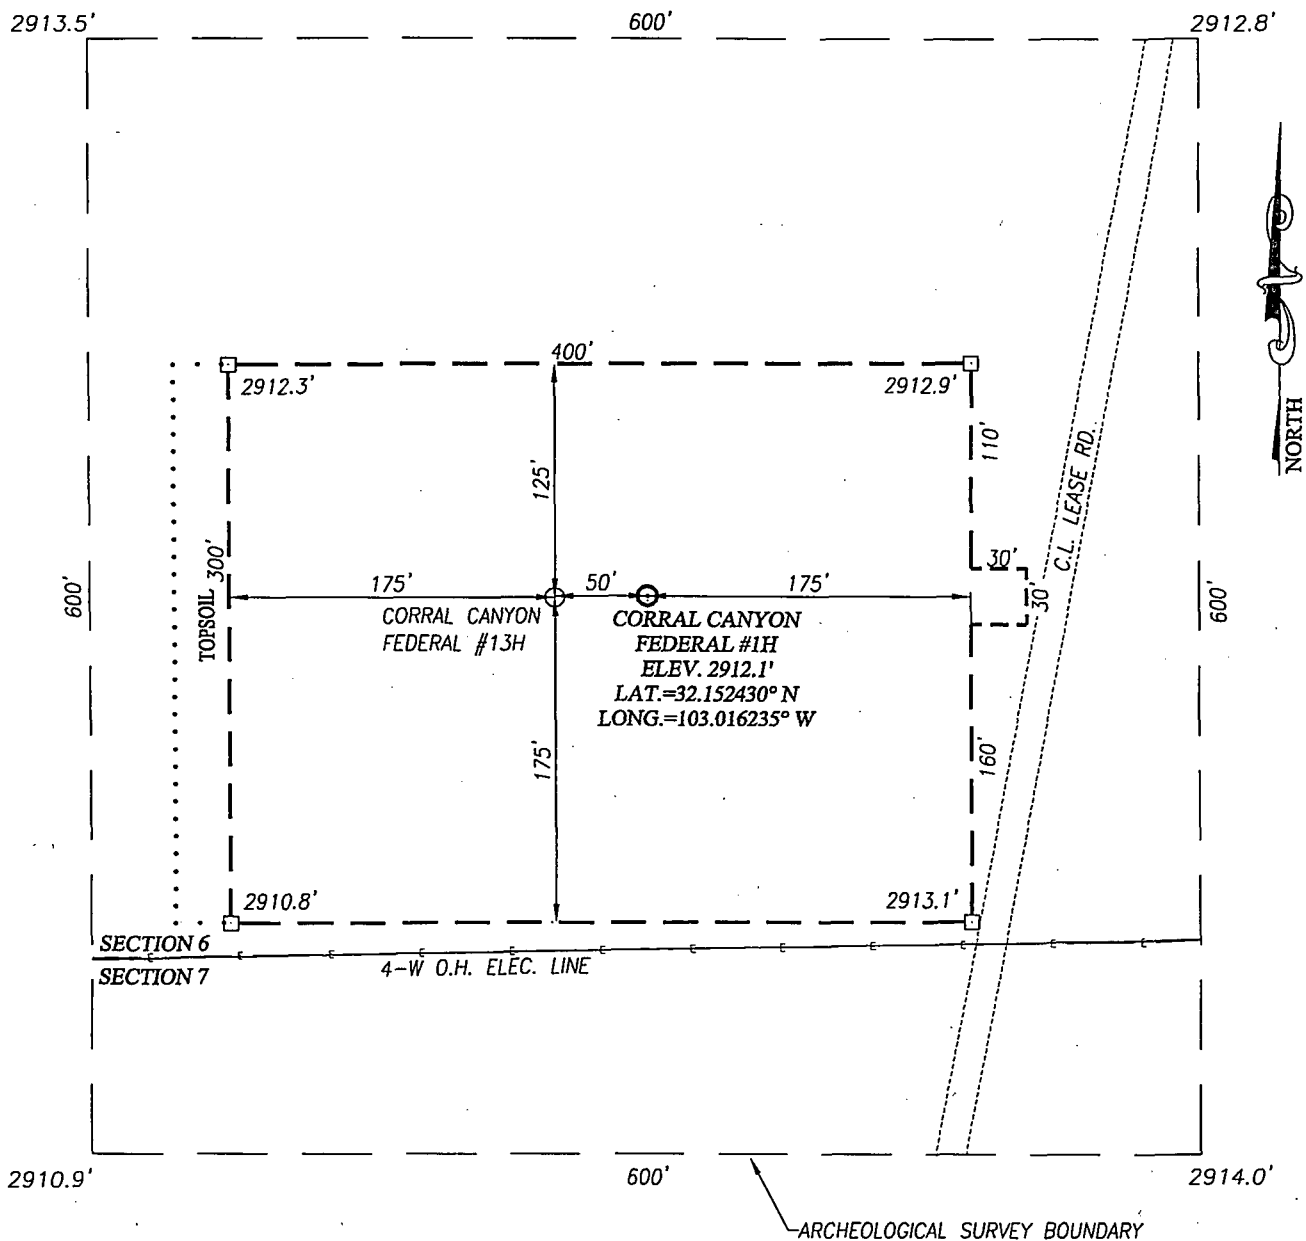 2913.5'
600'
2912.8'
400'
2912.3'
2912.9'
110'
125'
C.L. LEASE RD.
NORTH
600'
TOPSOIL
300'
175'
50'
175'
30'
30'
600'
CORRAL CANYON
FEDERAL #13H
CORRAL CANYON
FEDERAL #1H
ELEV. 2912.1'
LAT.=32.152430° N
LONG.=103.016235° W
175'
160'
2910.8'
2913.1'
SECTION 6
SECTION 7
4-W O.H. ELEC. LINE
2910.9'
600'
2914.0'
ARCHEOLOGICAL SURVEY BOUNDARY